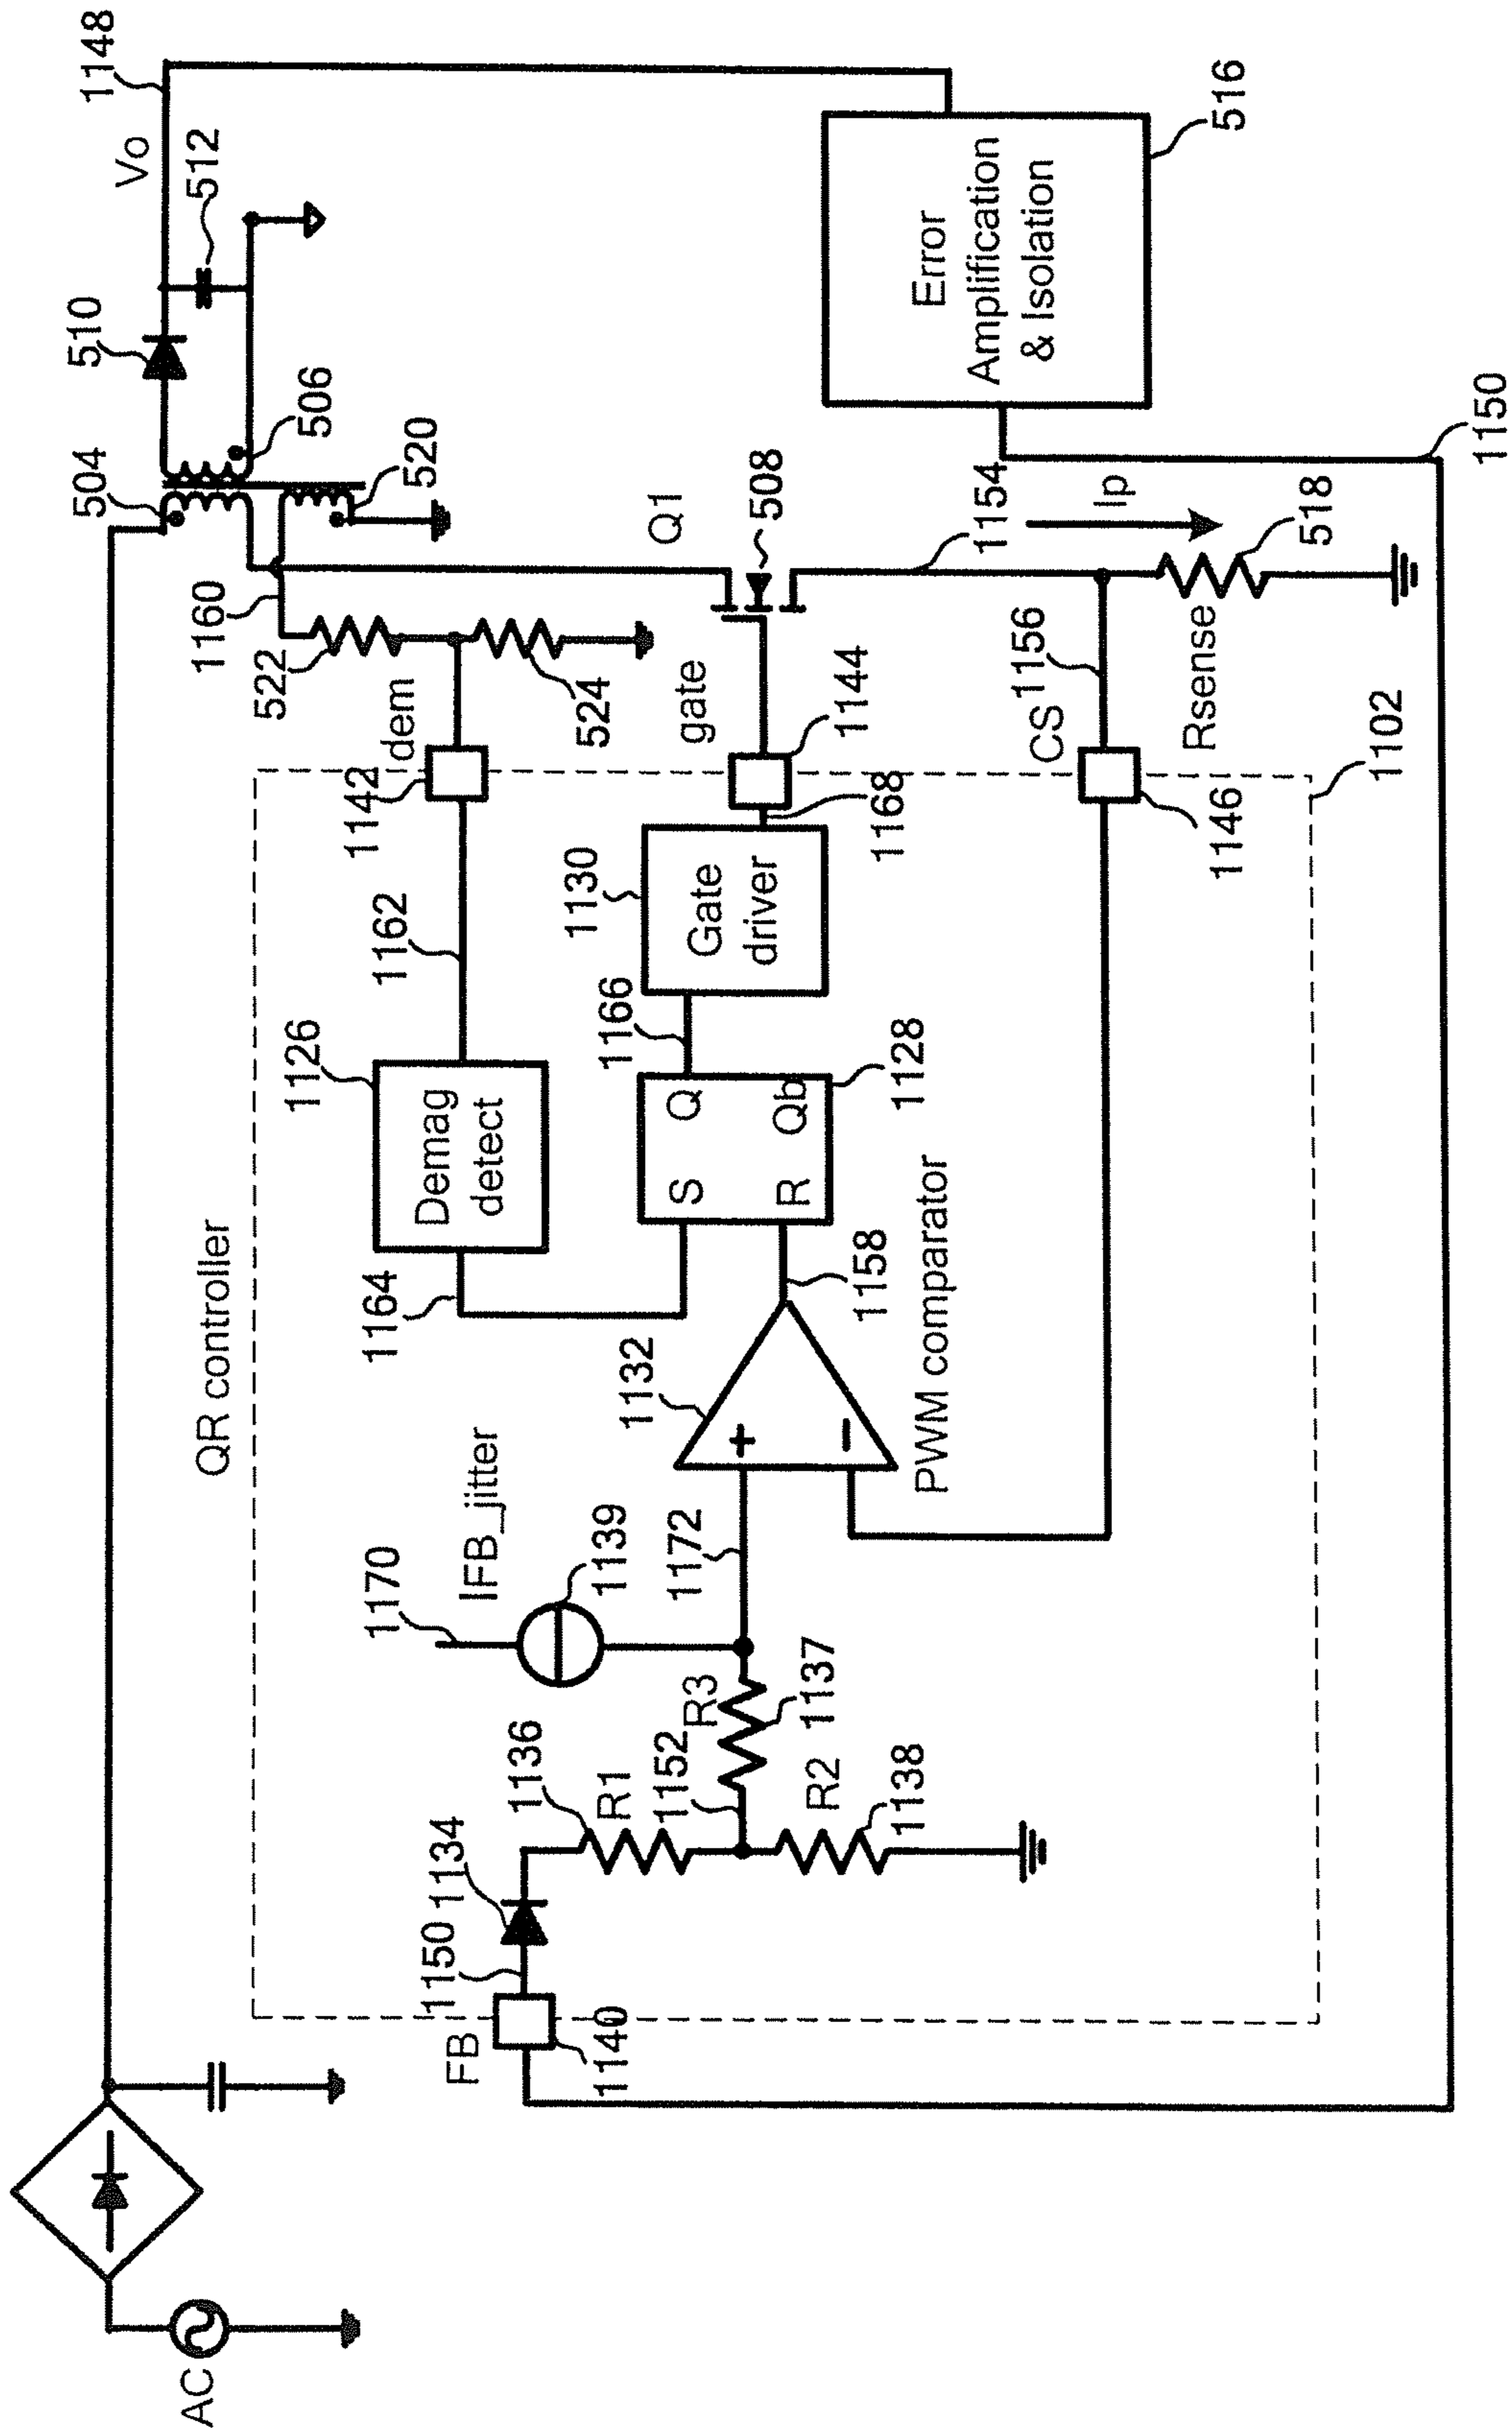 1148
Vo
512
510
504
506
520
1160
522
524
dem
1142
Q1
508
gate
1144
1168
516
Error
Amplification
& Isolation
1154
Ip
518
1150
1156
CS
Rsense
1146
1102
QR controller
1126
Demag
detect
1162
1164
1130
Gate
driver
1166
S
Q
R
Qb
1128
1132
+
−
1158
PWM comparator
IFB_jitter
1170
1139
1172
1136
R1
1152
R3
1137
R2
1138
1134
1150
FB
1140
AC